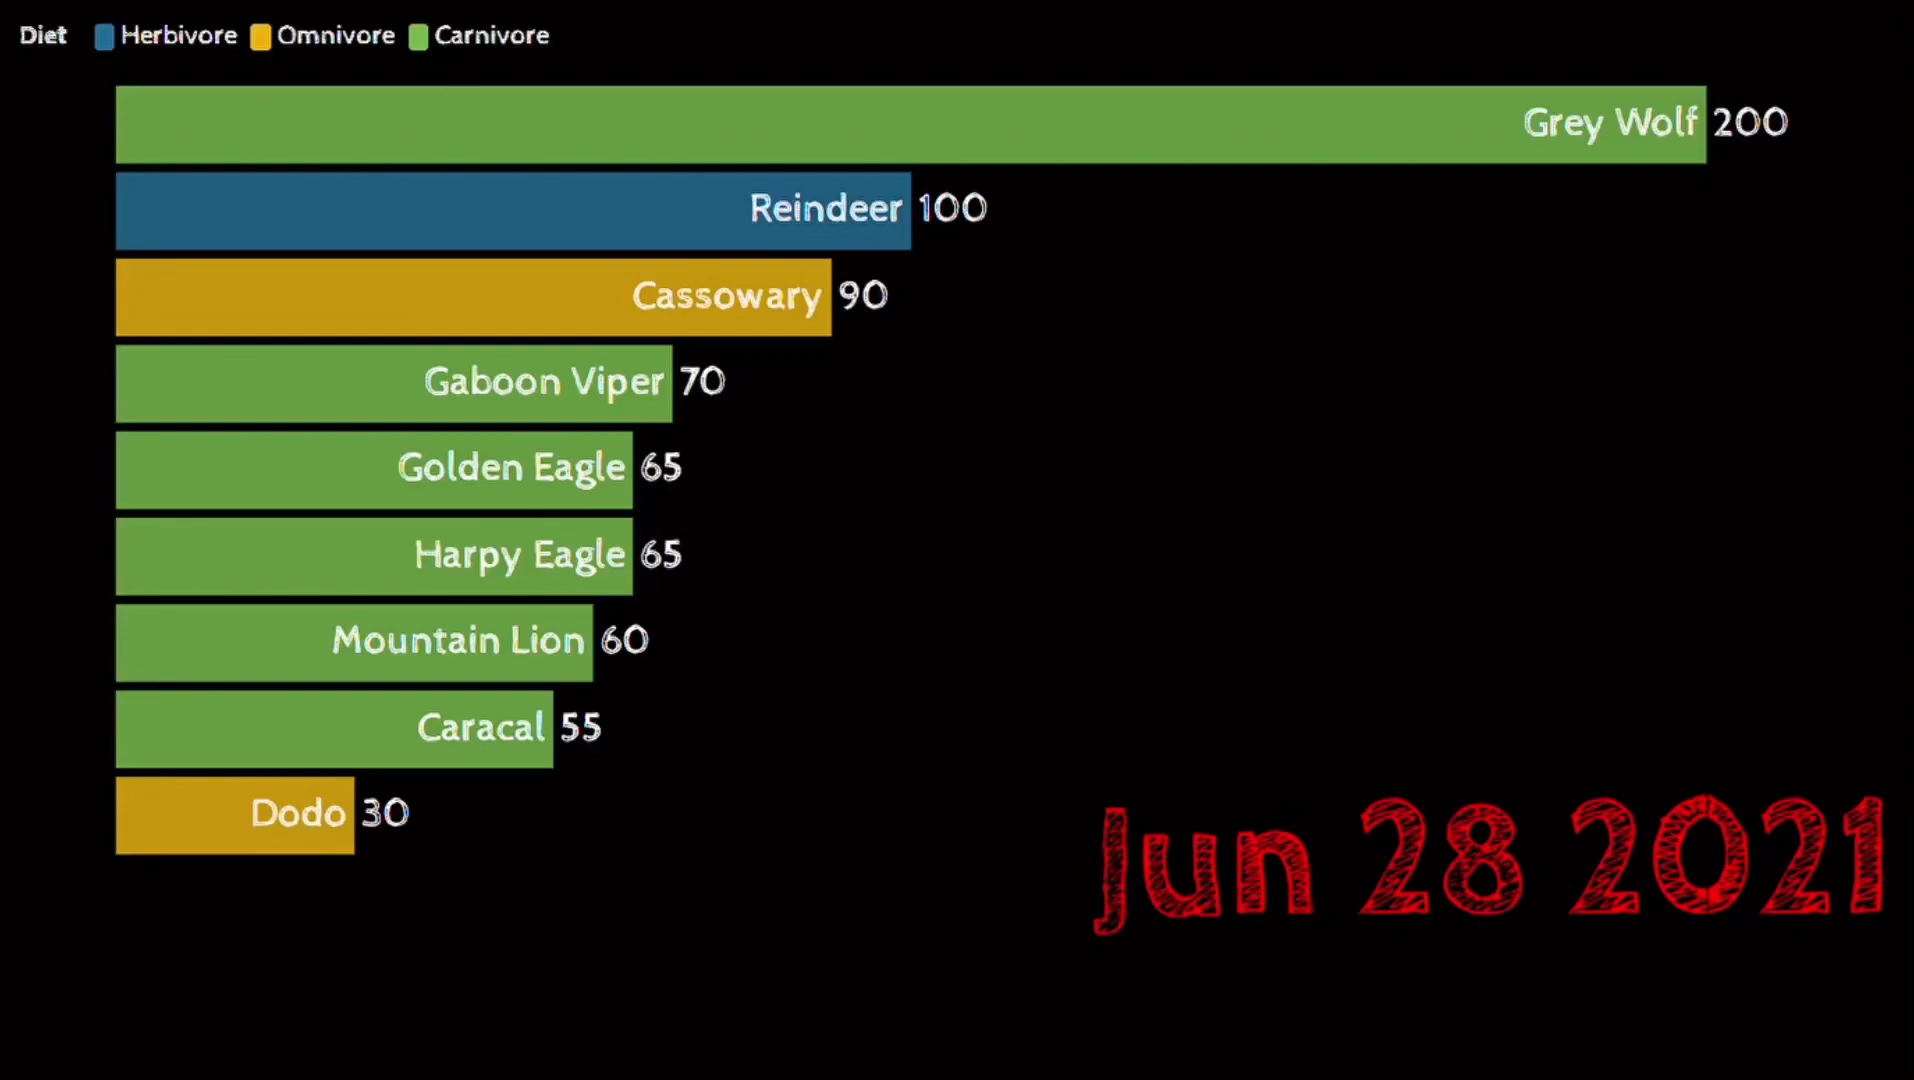 Diet Herbivore Omnivore Carnivore
Grey Wolf 200
Reindeer 100
Cassowary 90
Gaboon Viper 70
Golden Eagle 65
Harpy Eagle 65
Mountain Lion 60
Caracal 55
Dodo 30
Jun 28 2021